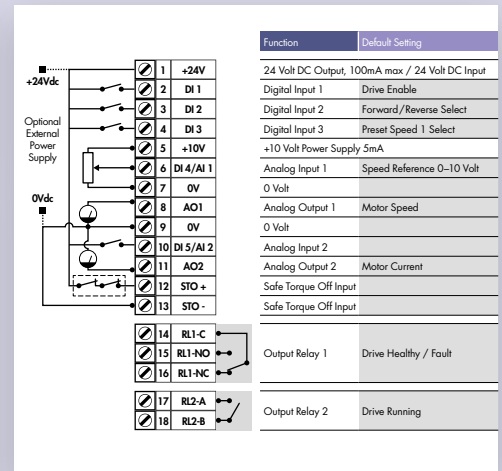 Function Default Setting
+24Vdc
Optional
External
Power
Supply
0Vdc
1 +24V 24 Volt DC Output, 100mA max / 24 Volt DC Input
2 DI 1 Digital Input 1 Drive Enable
3 DI 2 Digital Input 2 Forward/Reverse Select
4 DI 3 Digital Input 3 Preset Speed 1 Select
5 +10V +10 Volt Power Supply 5mA
6 DI 4/AI 1 Analog Input 1 Speed Reference 0–10 Volt
7 0V 0 Volt
8 AO1 Analog Output 1 Motor Speed
9 0V 0 Volt
10 DI 5/AI 2 Analog Input 2
11 AO2 Analog Output 2 Motor Current
12 STO + Safe Torque Off Input
13 STO - Safe Torque Off Input
14 RL1-C
15 RL1-NO Output Relay 1 Drive Healthy / Fault
16 RL1-NC
17 RL2-A
Output Relay 2 Drive Running
18 RL2-B